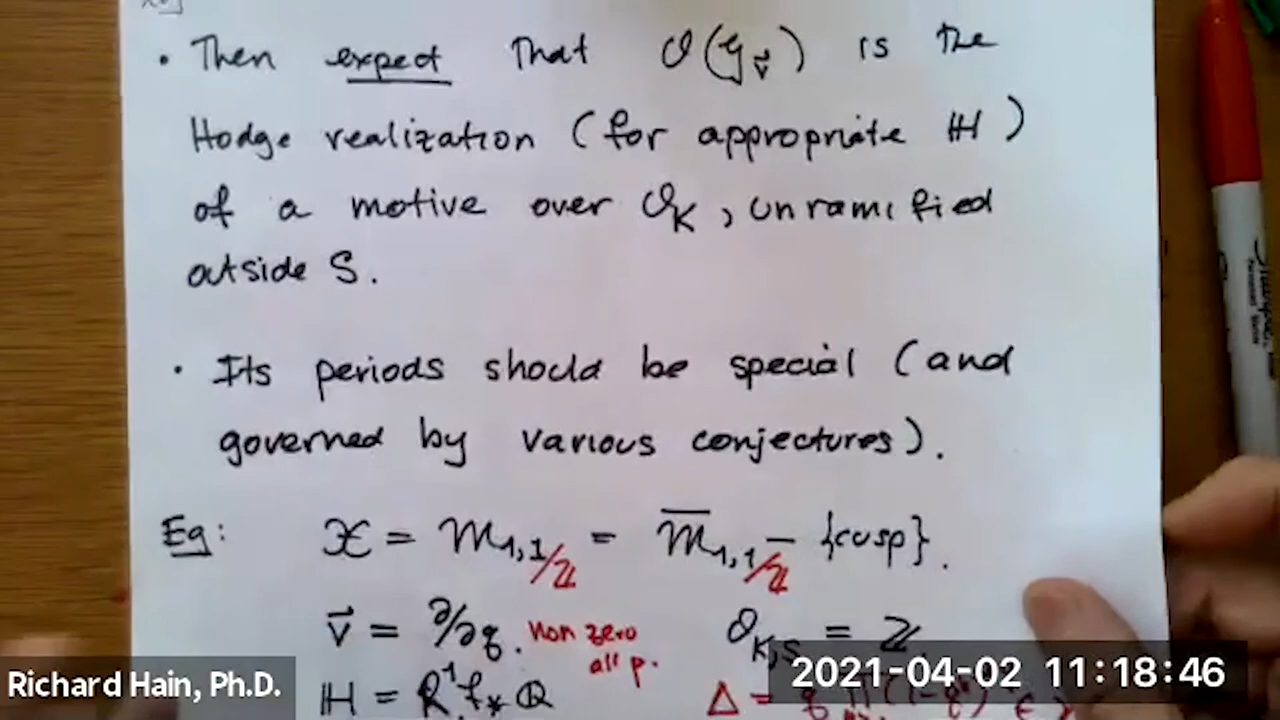 • Then expect that 𝒪(𝒢_v⃗) is the
Hodge realization (for appropriate ℍ)
of a motive over 𝒪_K, unramified
outside S.
• Its periods should be special (and
governed by various conjectures).
Eg: 𝒳 = ℳ_{1,1/ℤ} = ℳ̅_{1,1/ℤ} − {cusp}.
v⃗ = ∂/∂q. non zero all p. 𝒪_{K,S} = ℤ
ℍ = R¹f_*ℚ Δ = q
Richard Hain, Ph.D.
2021-04-02 11:18:46